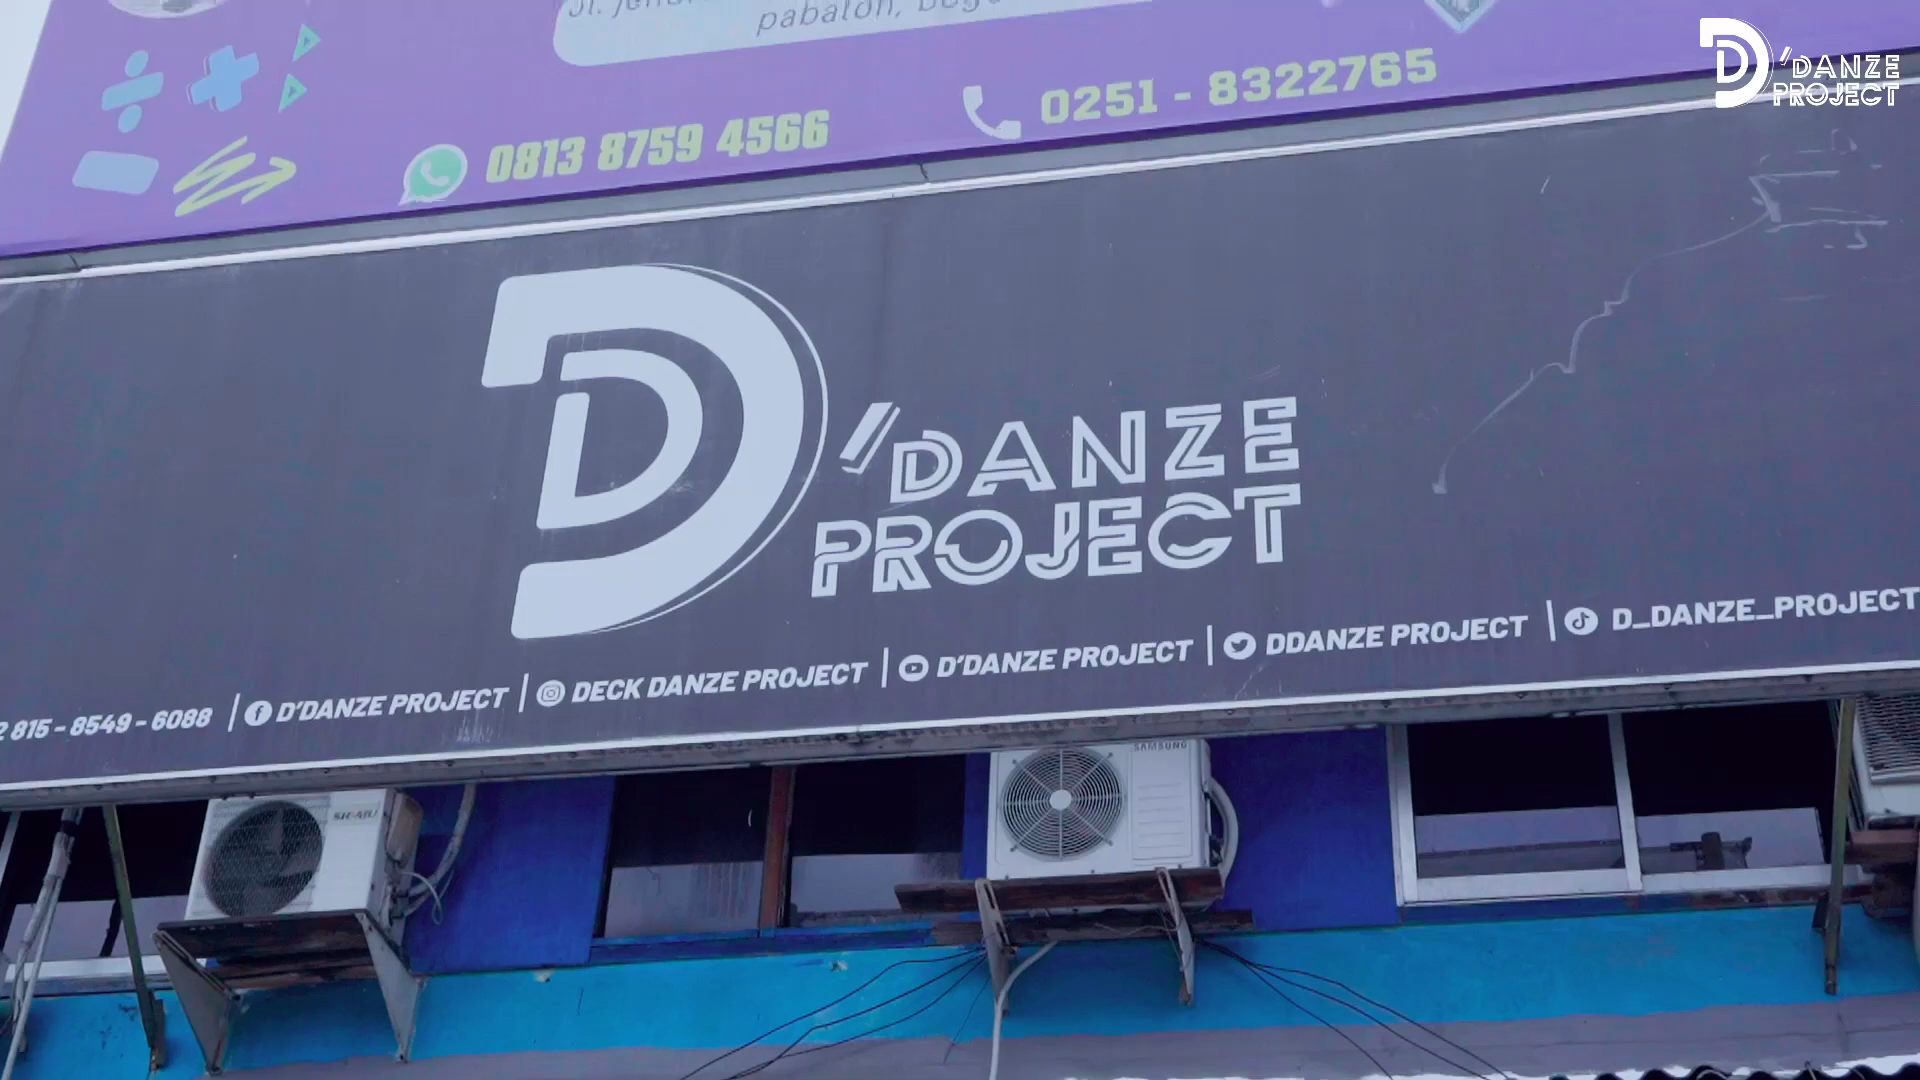 pabaton,
0813 8759 4566
0251 - 8322765
D'DANZE
PROJECT
D 'DANZE
PROJECT
815 - 8549 - 6088 | D'DANZE PROJECT | DECK DANZE PROJECT | D'DANZE PROJECT | DDANZE PROJECT | D_DANZE_PROJECT
SAMSUNG